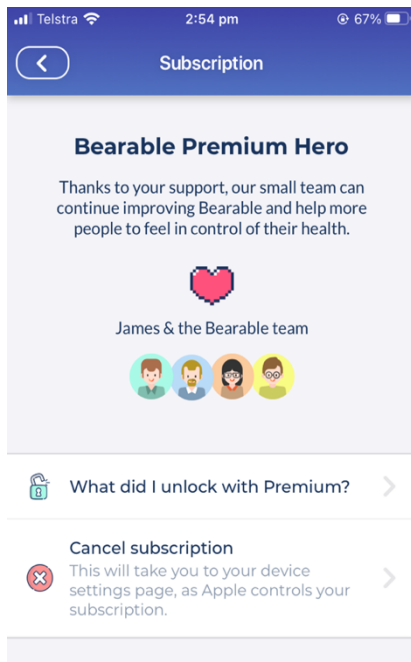 Telstra 2:54 pm 67%
Subscription
Bearable Premium Hero
Thanks to your support, our small team can
continue improving Bearable and help more
people to feel in control of their health.
James & the Bearable team
What did I unlock with Premium?
Cancel subscription
This will take you to your device
settings page, as Apple controls your
subscription.